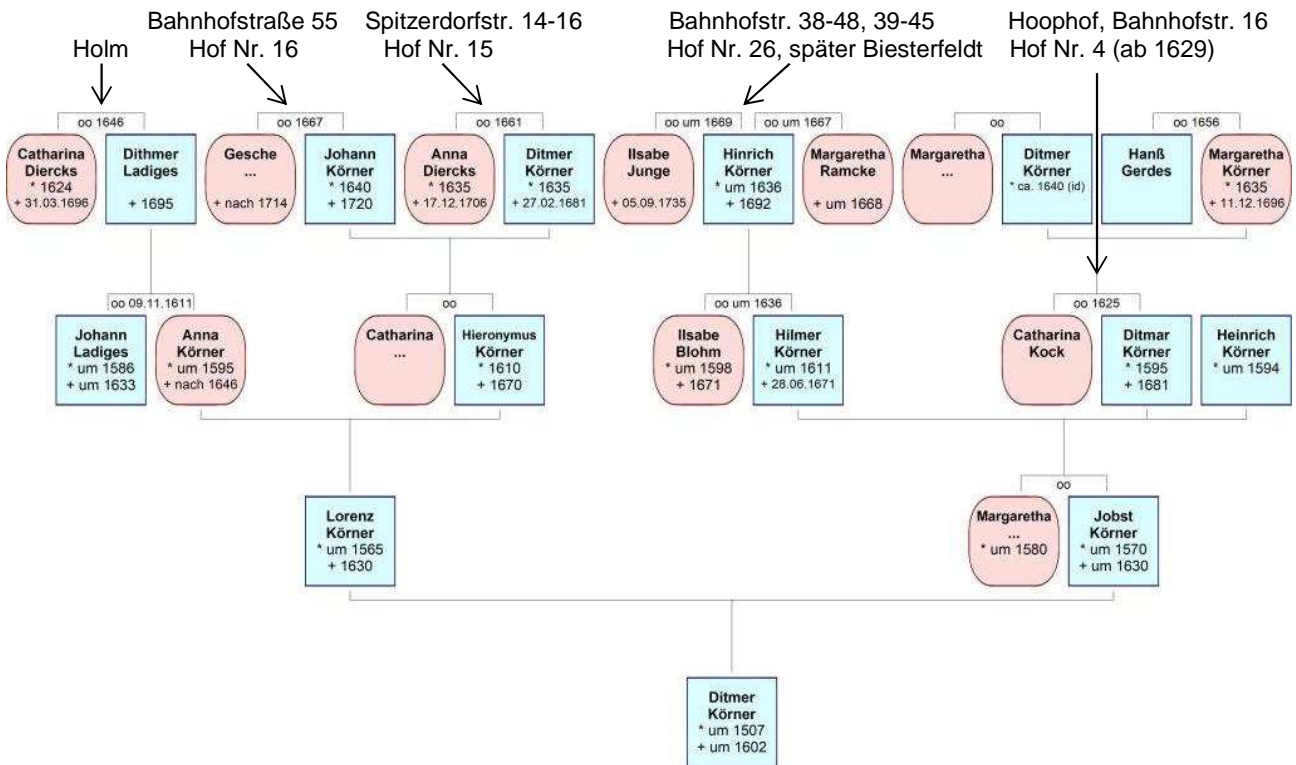 Holm
Bahnhofstraße 55
Hof Nr. 16
Spitzerdorfstr. 14-16
Hof Nr. 15
Bahnhofstr. 38-48, 39-45
Hof Nr. 26, später Biesterfeldt
Hoophof, Bahnhofstr. 16
Hof Nr. 4 (ab 1629)
oo 1646
Catharina
Diercks
* 1624
+ 31.03.1696
Dithmer
Ladiges
+ 1695
oo 1667
Gesche
...
+ nach 1714
Johann
Körner
* 1640
+ 1720
oo 1661
Anna
Diercks
* 1635
+ 17.12.1706
Ditmer
Körner
* 1635
+ 27.02.1681
oo um 1669
oo um 1667
Ilsabe
Junge
+ 05.09.1735
Hinrich
Körner
* um 1636
+ 1692
Margaretha
Ramcke
+ um 1668
oo
Margaretha
...
Ditmer
Körner
* ca. 1640 (id)
oo 1656
Hanß
Gerdes
Margaretha
Körner
* 1635
+ 11.12.1696
oo 09.11.1611
Johann
Ladiges
* um 1586
+ um 1633
Anna
Körner
* um 1595
+ nach 1646
oo
Catharina
...
Hieronymus
Körner
* 1610
+ 1670
oo um 1636
Ilsabe
Blohm
* um 1598
+ 1671
Hilmer
Körner
* um 1611
+ 28.06.1671
oo 1625
Catharina
Kock
Ditmar
Körner
* 1595
+ 1681
Heinrich
Körner
* um 1594
Lorenz
Körner
* um 1565
+ 1630
oo
Margaretha
...
* um 1580
Jobst
Körner
* um 1570
+ um 1630
Ditmer
Körner
* um 1507
+ um 1602